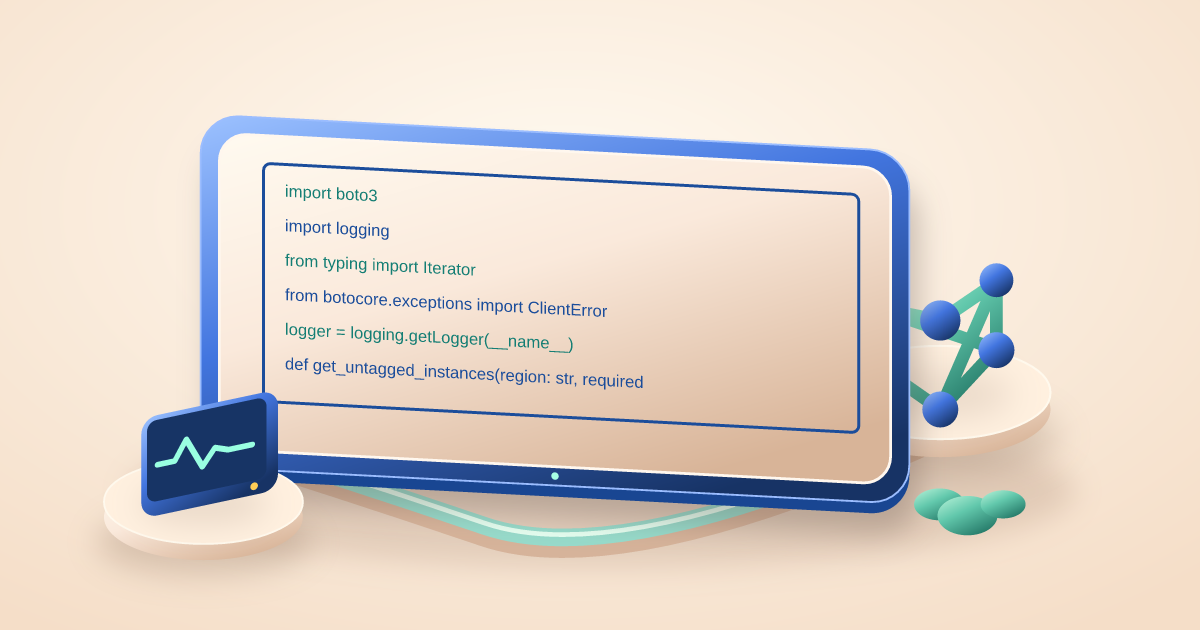 import boto3
import logging
from typing import Iterator
from botocore.exceptions import ClientError
logger = logging.getLogger(__name__)
def get_untagged_instances(region: str, required